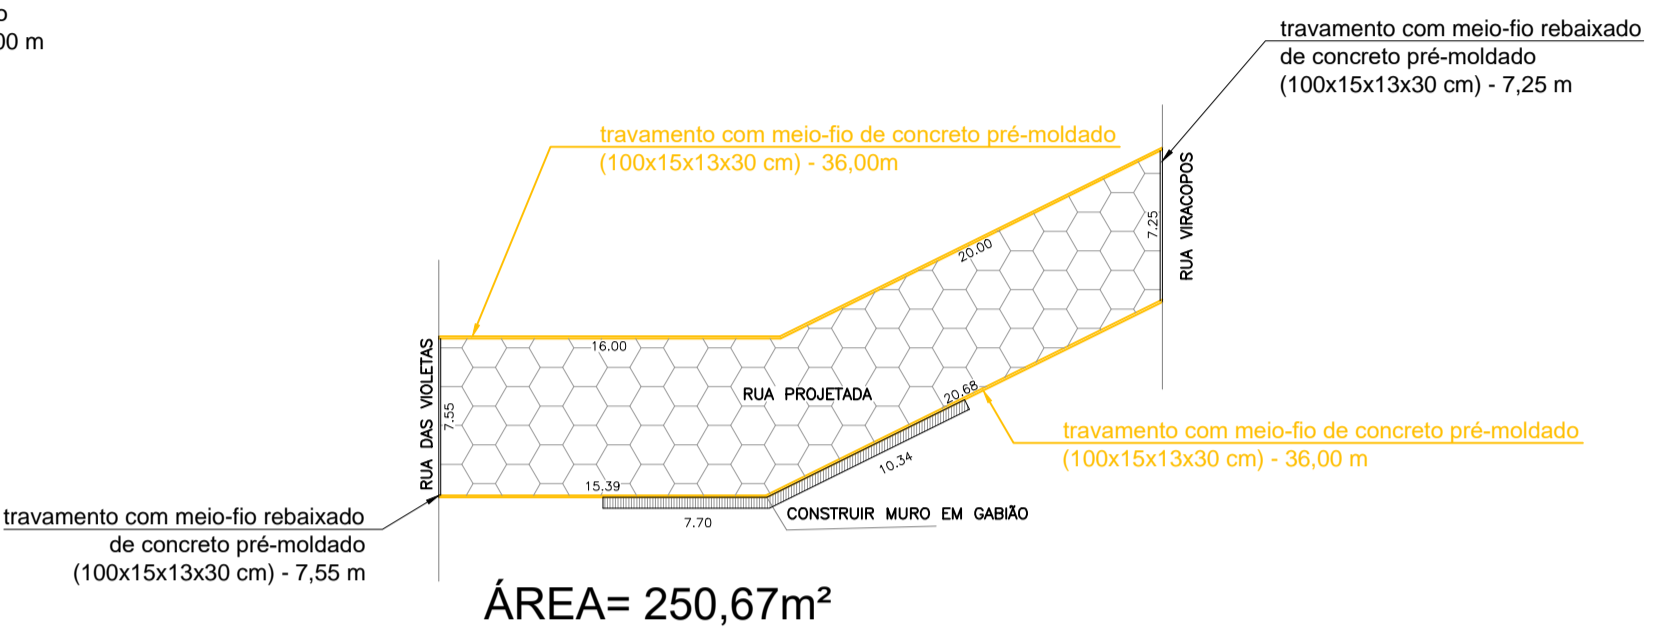 o
00 m
travamento com meio-fio rebaixado
de concreto pré-moldado
(100x15x13x30 cm) - 7,25 m
travamento com meio-fio de concreto pré-moldado
(100x15x13x30 cm) - 36,00m
RUA VIRACOPOS
7.25
20.00
RUA DAS VIOLETAS
7.55
16.00
RUA PROJETADA
20.68
travamento com meio-fio de concreto pré-moldado
(100x15x13x30 cm) - 36,00 m
10.34
15.39
7.70
CONSTRUIR MURO EM GABIÃO
travamento com meio-fio rebaixado
de concreto pré-moldado
(100x15x13x30 cm) - 7,55 m
ÁREA= 250,67m²